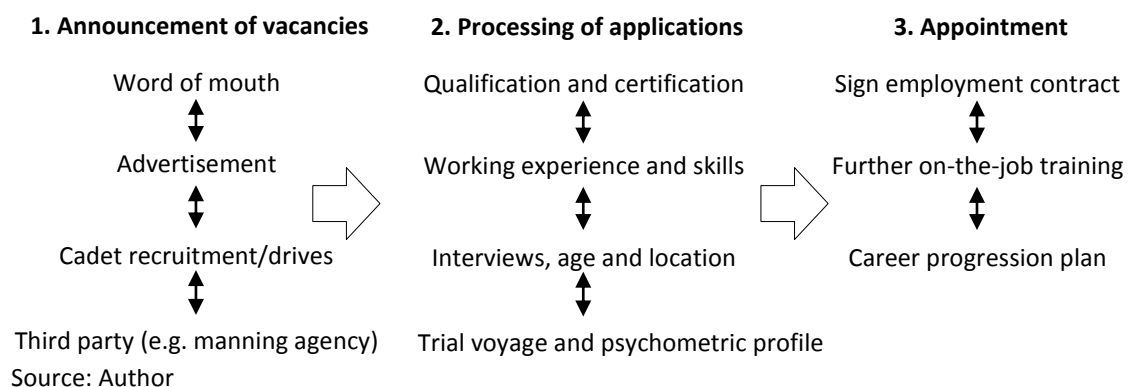 1. Announcement of vacancies
Word of mouth
Advertisement
Cadet recruitment/drives
Third party (e.g. manning agency)
2. Processing of applications
Qualification and certification
Working experience and skills
Interviews, age and location
Trial voyage and psychometric profile
3. Appointment
Sign employment contract
Further on-the-job training
Career progression plan
Source: Author